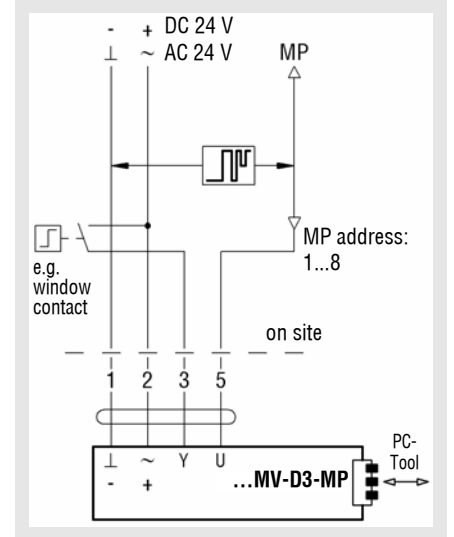 - + DC 24 V
⊥ ~ AC 24 V MP
MP address:
1...8
e.g.
window
contact
on site
1 2 3 5
⊥ ~ Y U
- +
...MV-D3-MP
PC-
Tool